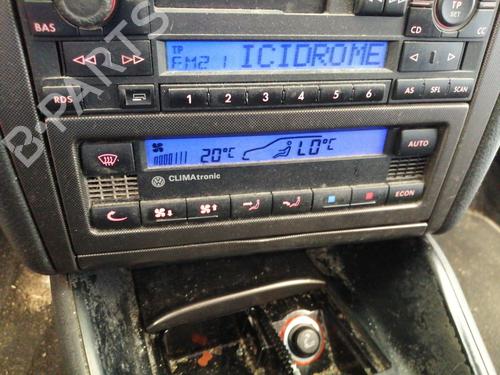 BAS
TP
SET
CD CC
TP
FM2 1 ICIDROME
RDS
1 2 3 4 5 6
AS SFL SCAN
20°C LO°C
AUTO
CLIMAtronic
ECON
B-PARTS